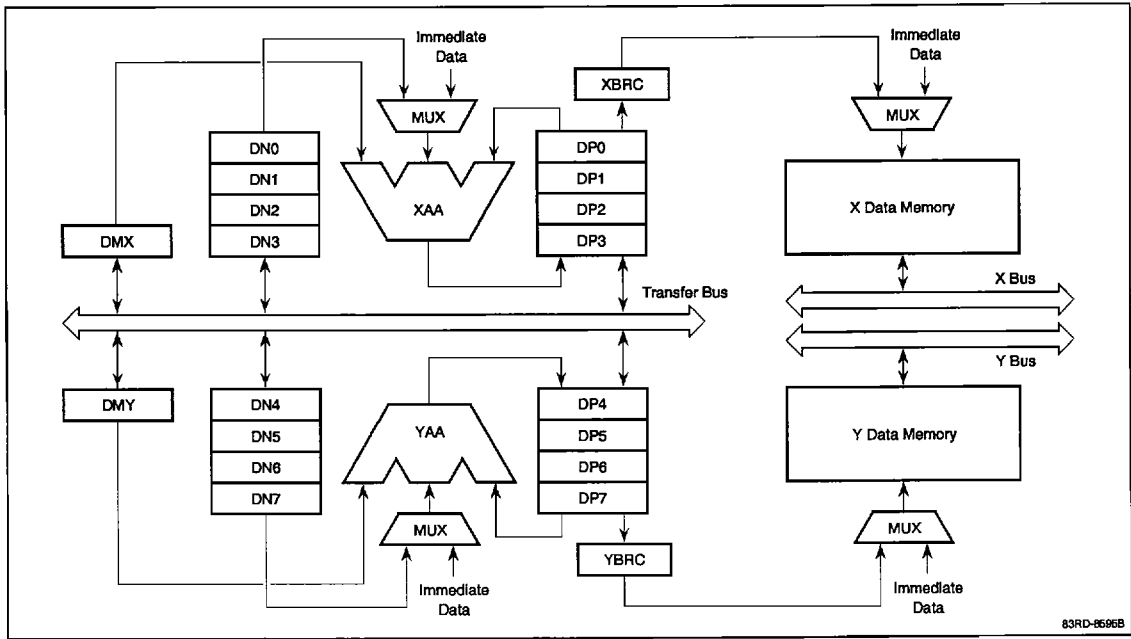 Immediate
Data
Immediate
Data
XBRC
MUX
MUX
DN0
DN1
DN2
DN3
DP0
DP1
DP2
DP3
XAA
X Data Memory
DMX
Transfer Bus
X Bus
Y Bus
DMY
DN4
DN5
DN6
DN7
YAA
DP4
DP5
DP6
DP7
Y Data Memory
MUX
MUX
YBRC
Immediate
Data
Immediate
Data
83RD-8595B